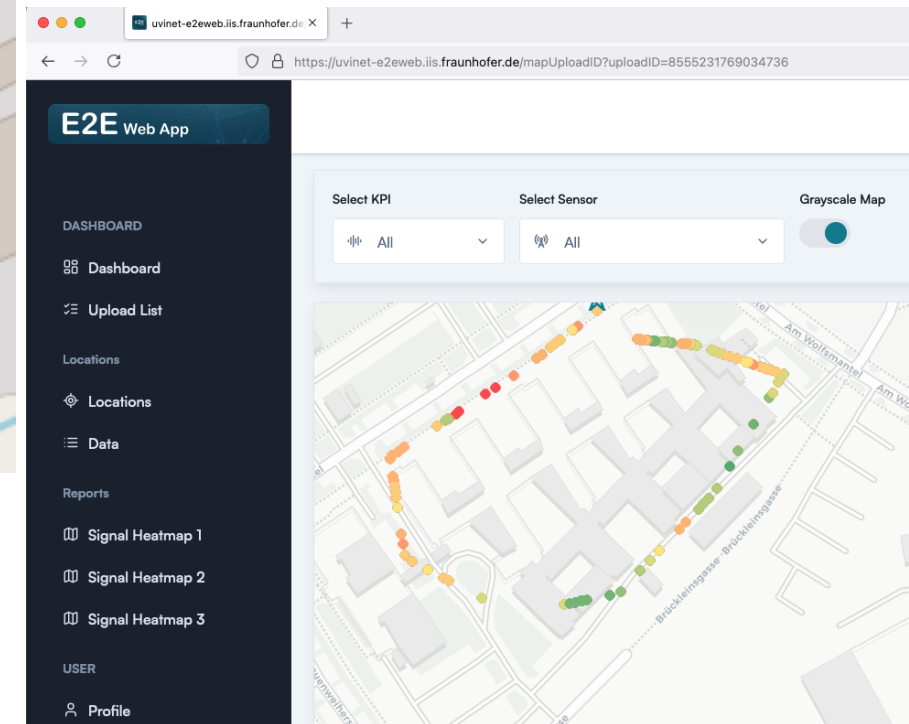 uvinet-e2eweb.iis.fraunhofer.de
https://uvinet-e2eweb.iis.fraunhofer.de/mapUploadID?uploadID=8555231769034736
E2E Web App
DASHBOARD
Dashboard
Upload List
Locations
Locations
Data
Reports
Signal Heatmap 1
Signal Heatmap 2
Signal Heatmap 3
USER
Profile
Select KPI
All
Select Sensor
All
Grayscale Map
Am Wolfsmantel
Am Wo
Brückleinsgasse
Brückleinsgasse